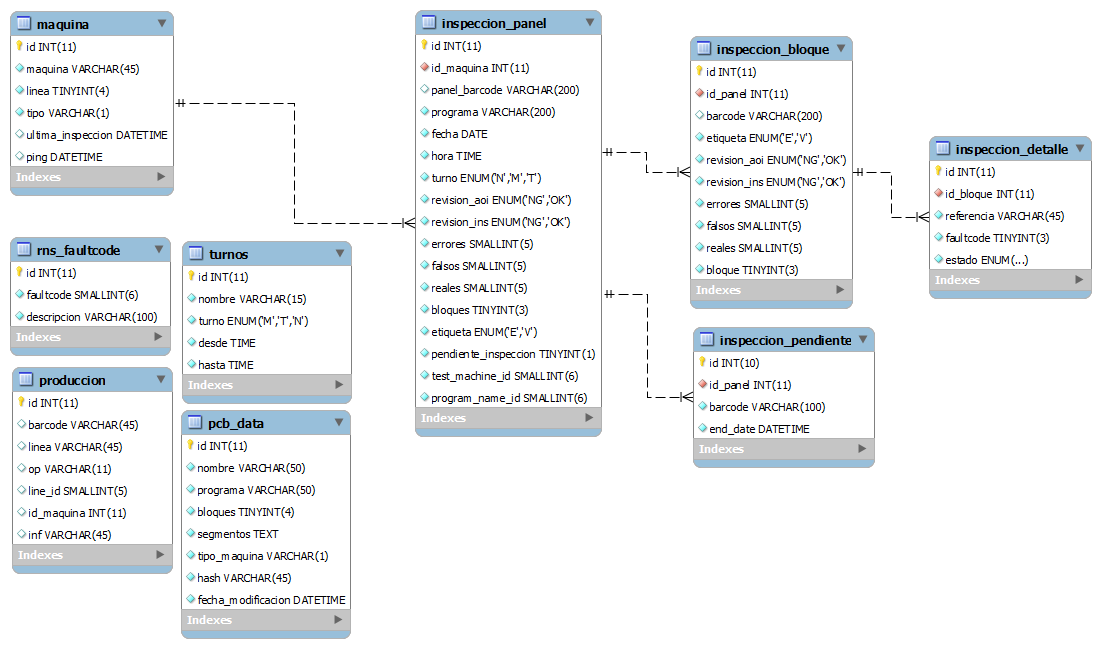 maquina
id INT(11)
maquina VARCHAR(45)
linea TINYINT(4)
tipo VARCHAR(1)
ultima_inspeccion DATETIME
ping DATETIME
Indexes
rns_faultcode
id INT(11)
faultcode SMALLINT(6)
descripcion VARCHAR(100)
Indexes
turnos
id INT(11)
nombre VARCHAR(15)
turno ENUM('M','T','N')
desde TIME
hasta TIME
Indexes
produccion
id INT(11)
barcode VARCHAR(45)
linea VARCHAR(45)
op VARCHAR(11)
line_id SMALLINT(5)
id_maquina INT(11)
inf VARCHAR(45)
Indexes
pcb_data
id INT(11)
nombre VARCHAR(50)
programa VARCHAR(50)
bloques TINYINT(4)
segmentos TEXT
tipo_maquina VARCHAR(1)
hash VARCHAR(45)
fecha_modificacion DATETIME
Indexes
inspeccion_panel
id INT(11)
id_maquina INT(11)
panel_barcode VARCHAR(200)
programa VARCHAR(200)
fecha DATE
hora TIME
turno ENUM('N','M','T')
revision_aoi ENUM('NG','OK')
revision_ins ENUM('NG','OK')
errores SMALLINT(5)
falsos SMALLINT(5)
reales SMALLINT(5)
bloques TINYINT(3)
etiqueta ENUM('E','V')
pendiente_inspeccion TINYINT(1)
test_machine_id SMALLINT(6)
program_name_id SMALLINT(6)
Indexes
inspeccion_bloque
id INT(11)
id_panel INT(11)
barcode VARCHAR(200)
etiqueta ENUM('E','V')
revision_aoi ENUM('NG','OK')
revision_ins ENUM('NG','OK')
errores SMALLINT(5)
falsos SMALLINT(5)
reales SMALLINT(5)
bloque TINYINT(3)
Indexes
inspeccion_pendiente
id INT(10)
id_panel INT(11)
barcode VARCHAR(100)
end_date DATETIME
Indexes
inspeccion_detalle
id INT(11)
id_bloque INT(11)
referencia VARCHAR(45)
faultcode TINYINT(3)
estado ENUM(...)
Indexes